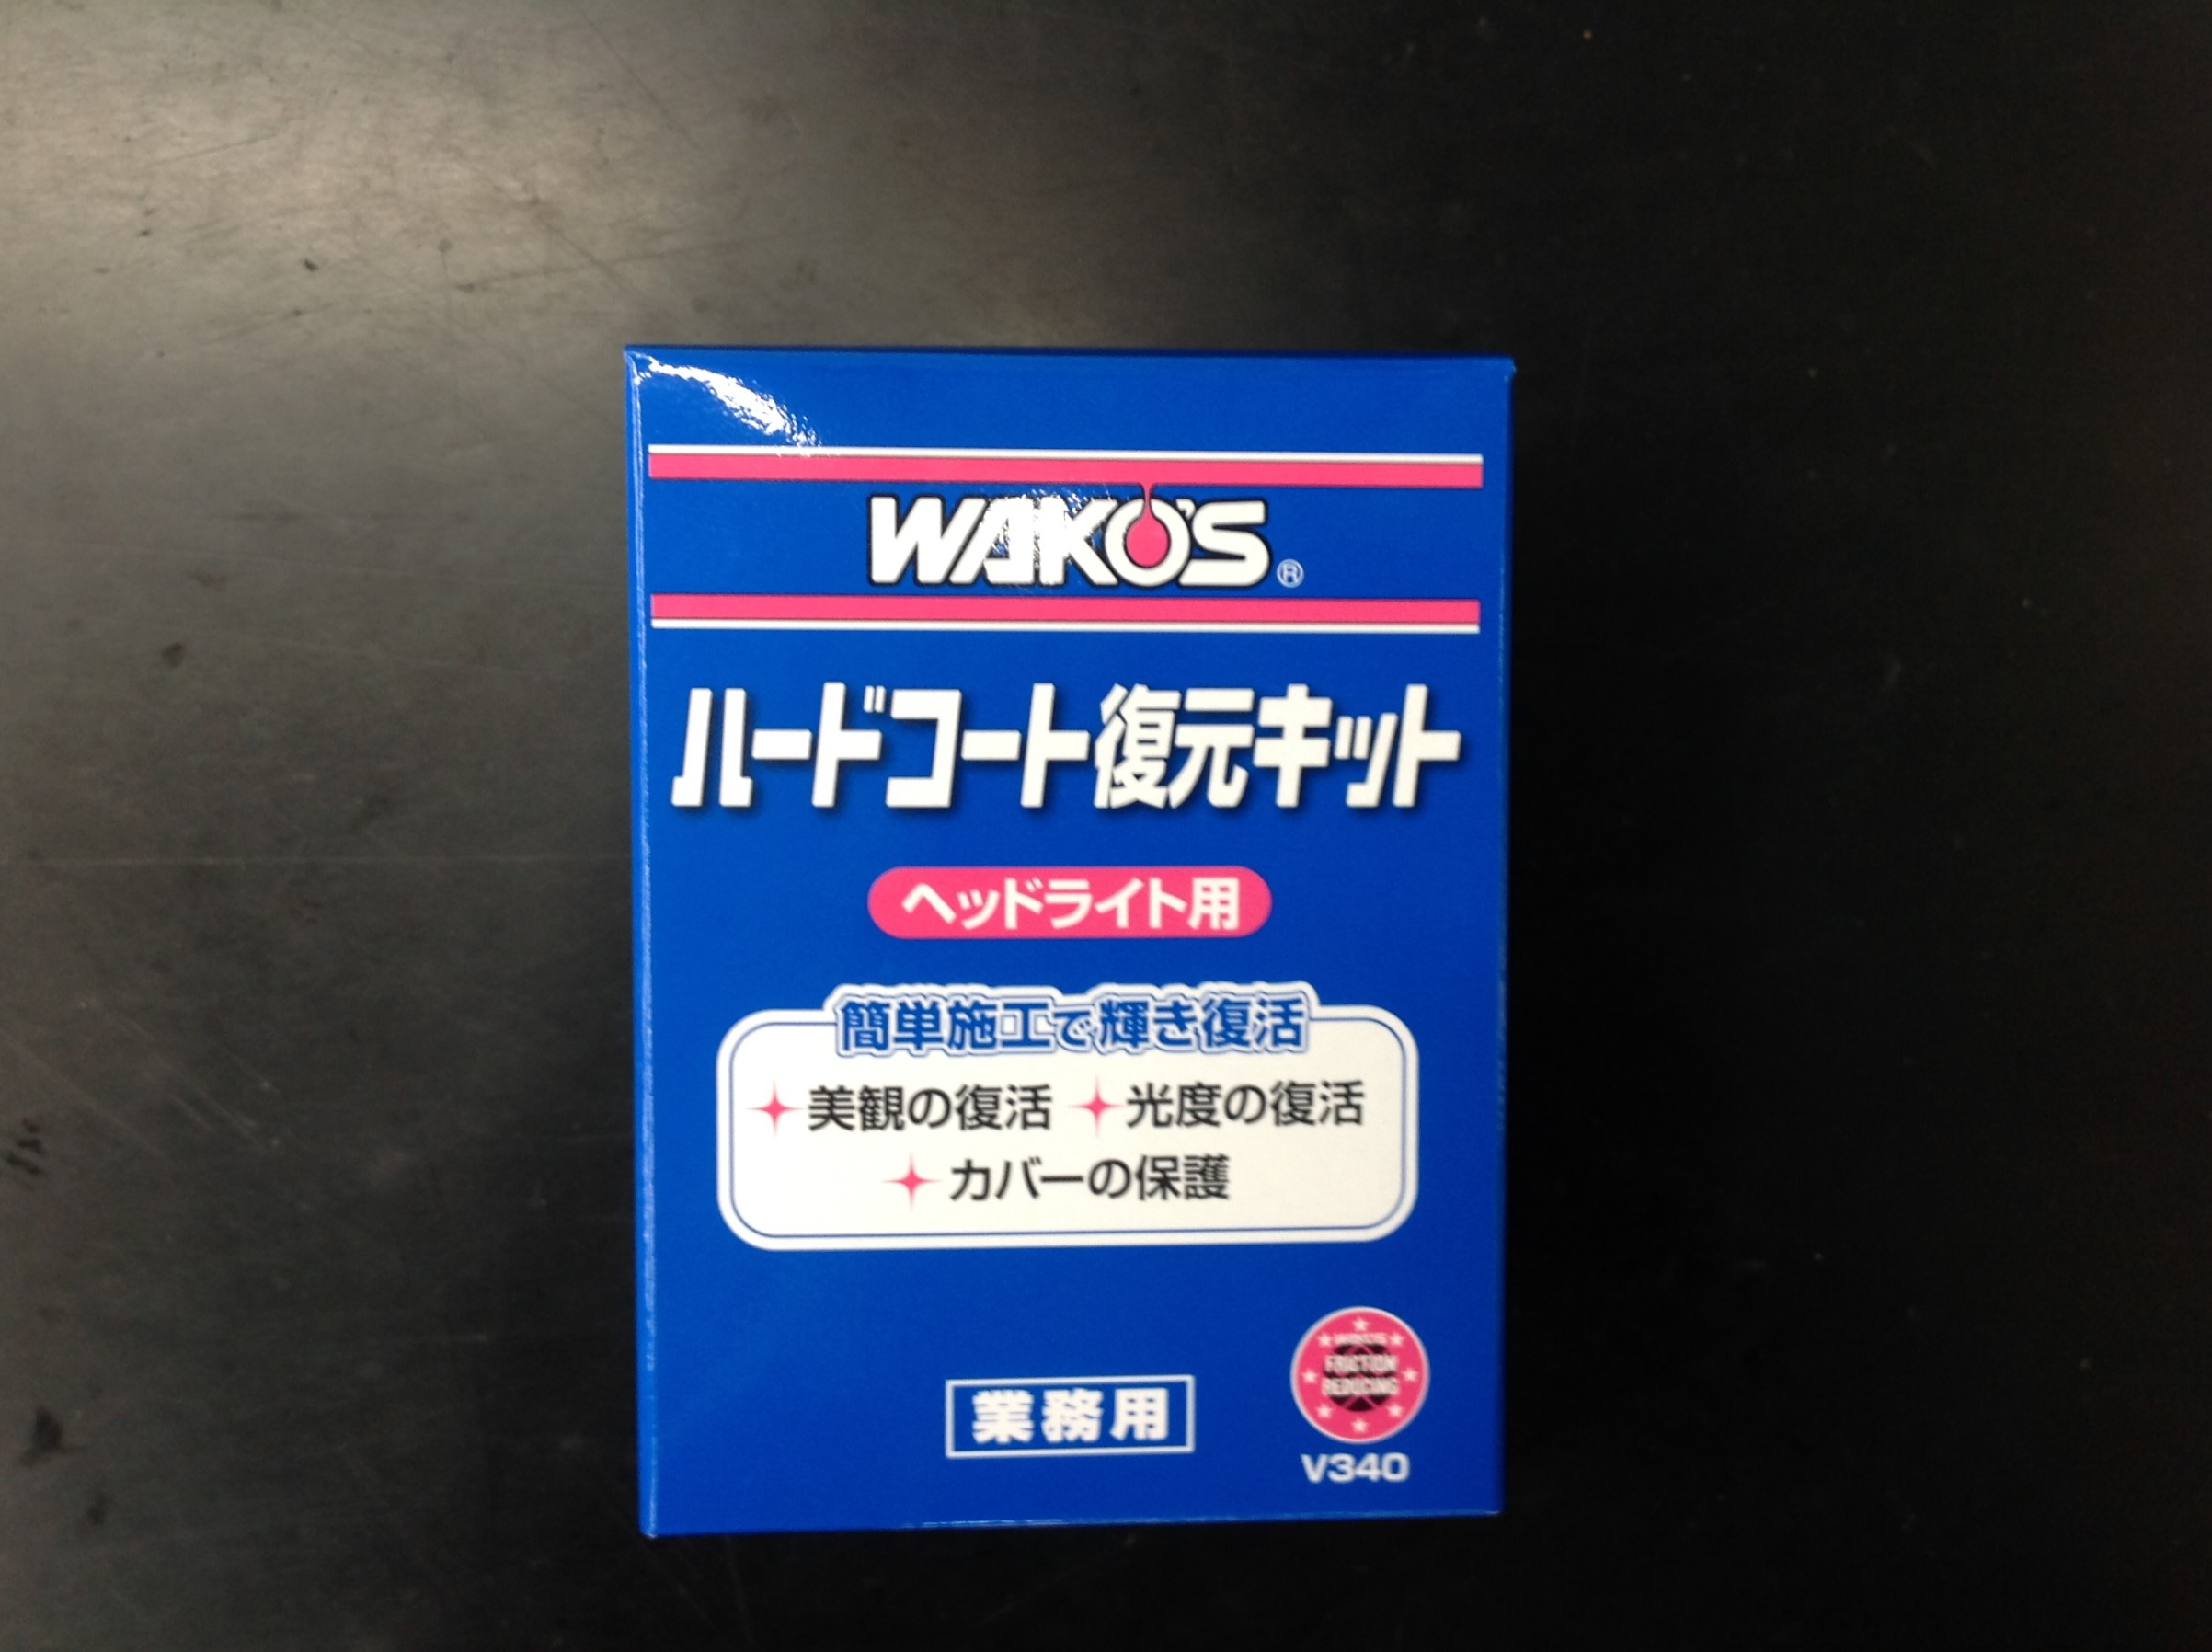 WAKO'S®
ハードコート復元キット
ヘッドライト用
簡単施工で輝き復活
美観の復活 光度の復活
カバーの保護
業務用
WAKO'S
FRICTION
REDUCING
V340